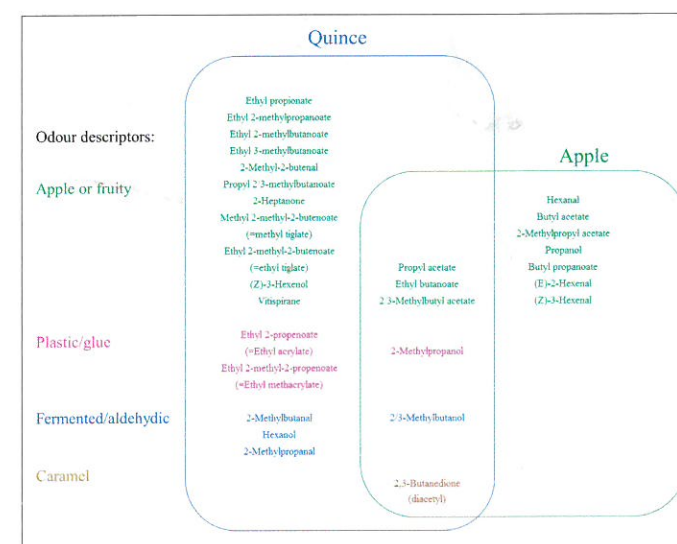 Quince
Apple
Odour descriptors:
Apple or fruity
Ethyl propionate
Ethyl 2-methylpropanoate
Ethyl 2-methylbutanoate
Ethyl 3-methylbutanoate
2-Methyl-2-butenal
Propyl 2/3-methylbutanoate
2-Heptanone
Methyl 2-methyl-2-butenoate
(=methyl tiglate)
Ethyl 2-methyl-2-butenoate
(=ethyl tiglate)
(Z)-3-Hexenol
Vitispirane
Propyl acetate
Ethyl butanoate
2/3-Methylbutyl acetate
Hexanal
Butyl acetate
2-Methylpropyl acetate
Propanol
Butyl propanoate
(E)-2-Hexenal
(Z)-3-Hexenal
Plastic/glue
Ethyl 2-propenoate
(=Ethyl acrylate)
Ethyl 2-methyl-2-propenoate
(=Ethyl methacrylate)
2-Methylpropanol
Fermented/aldehydic
2-Methylbutanal
Hexanol
2-Methylpropanal
2/3-Methylbutanol
Caramel
2,3-Butanedione
(diacetyl)